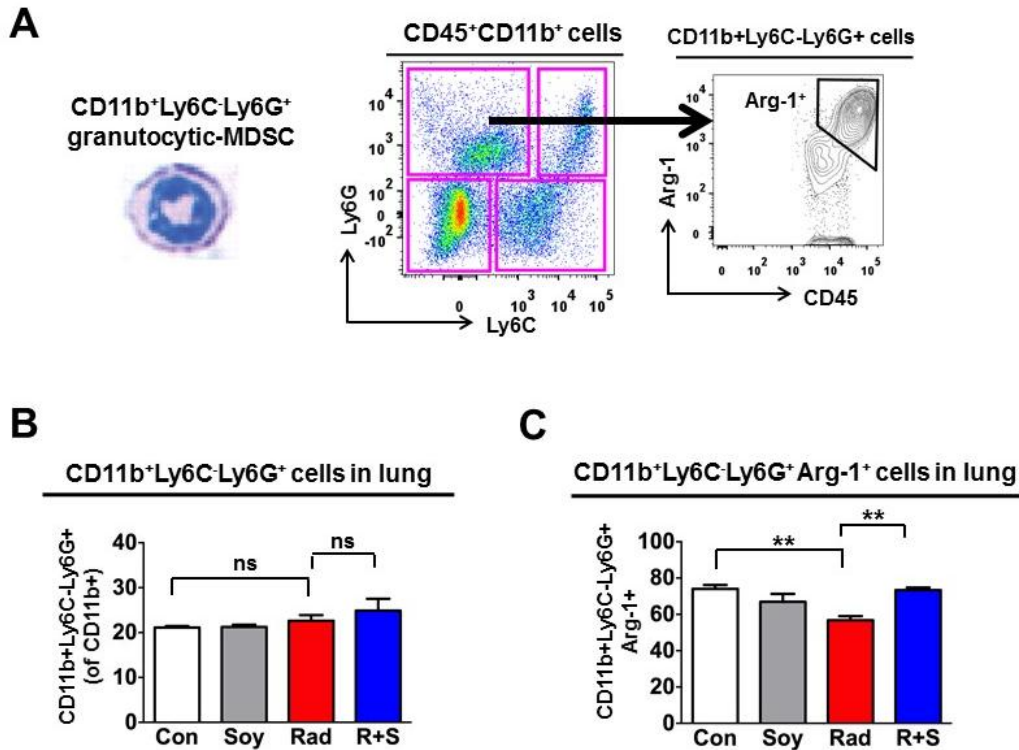 A
CD11b⁺Ly6C⁻Ly6G⁺
granutocytic-MDSC
CD45⁺CD11b⁺ cells
Ly6G
10⁴
10³
10²
0
-10²
0 10³ 10⁴ 10⁵
Ly6C
CD11b+Ly6C-Ly6G+ cells
Arg-1⁺
Arg-1
10⁴
10³
10²
0
0 10² 10³ 10⁴ 10⁵
CD45
B
CD11b⁺Ly6C⁻Ly6G⁺ cells in lung
CD11b+Ly6C-Ly6G+
(of CD11b+)
40
30
20
10
0
ns
ns
Con Soy Rad R+S
C
CD11b⁺Ly6C⁻Ly6G⁺ Arg-1⁺ cells in lung
CD11b+Ly6C-Ly6G+
Arg-1+
100
80
60
40
20
0
**
**
Con Soy Rad R+S